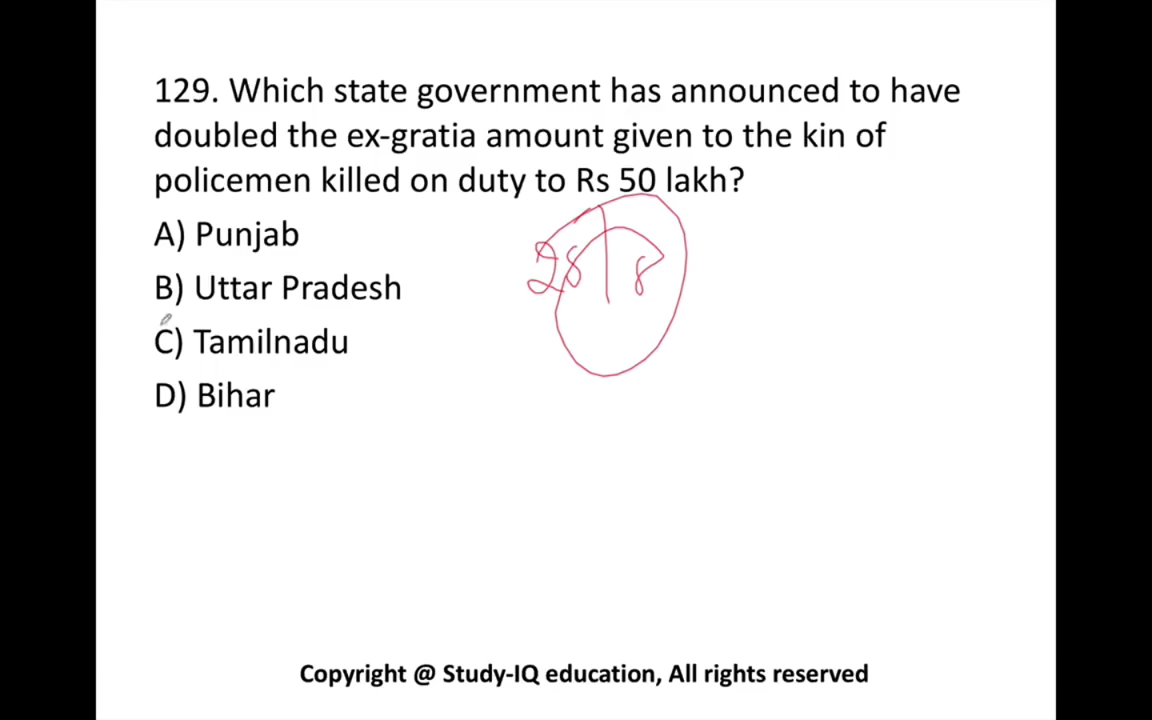 129. Which state government has announced to have
doubled the ex-gratia amount given to the kin of
policemen killed on duty to Rs 50 lakh?
A) Punjab
B) Uttar Pradesh
C) Tamilnadu
D) Bihar
28 | 8
Copyright @ Study-IQ education, All rights reserved